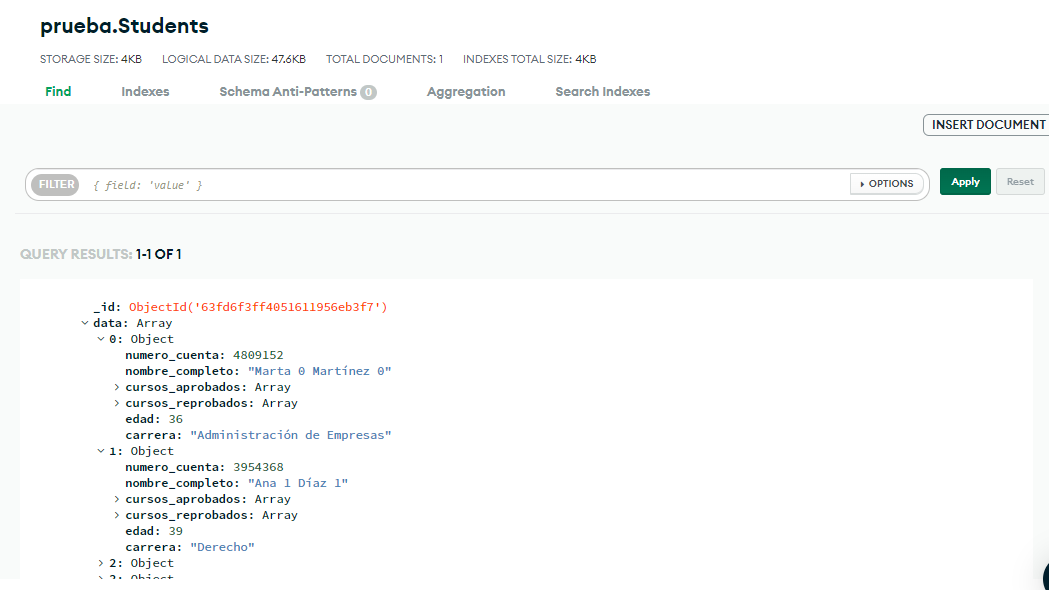 prueba.Students
STORAGE SIZE: 4KB LOGICAL DATA SIZE: 47.6KB TOTAL DOCUMENTS: 1 INDEXES TOTAL SIZE: 4KB
Find Indexes Schema Anti-Patterns 0 Aggregation Search Indexes
INSERT DOCUMENT
FILTER { field: 'value' } OPTIONS Apply Reset
QUERY RESULTS: 1-1 OF 1
_id: ObjectId('63fd6f3ff4051611956eb3f7')
data: Array
0: Object
numero_cuenta: 4809152
nombre_completo: "Marta 0 Martínez 0"
cursos_aprobados: Array
cursos_reprobados: Array
edad: 36
carrera: "Administración de Empresas"
1: Object
numero_cuenta: 3954368
nombre_completo: "Ana 1 Díaz 1"
cursos_aprobados: Array
cursos_reprobados: Array
edad: 39
carrera: "Derecho"
2: Object
3: Object